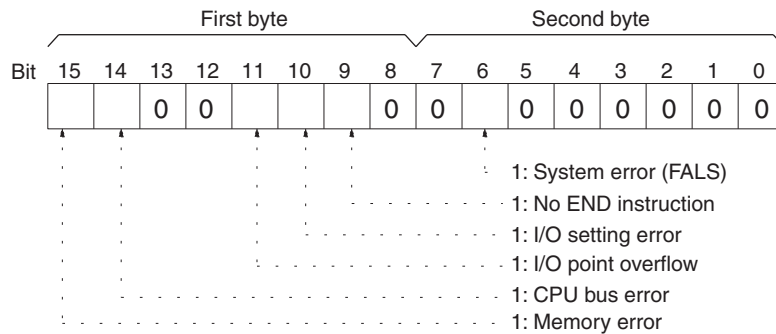 First byte Second byte
Bit 15 14 13 12 11 10 9 8 7 6 5 4 3 2 1 0
0 0 0 0 0 0 0 0 0 0
1: System error (FALS)
1: No END instruction
1: I/O setting error
1: I/O point overflow
1: CPU bus error
1: Memory error